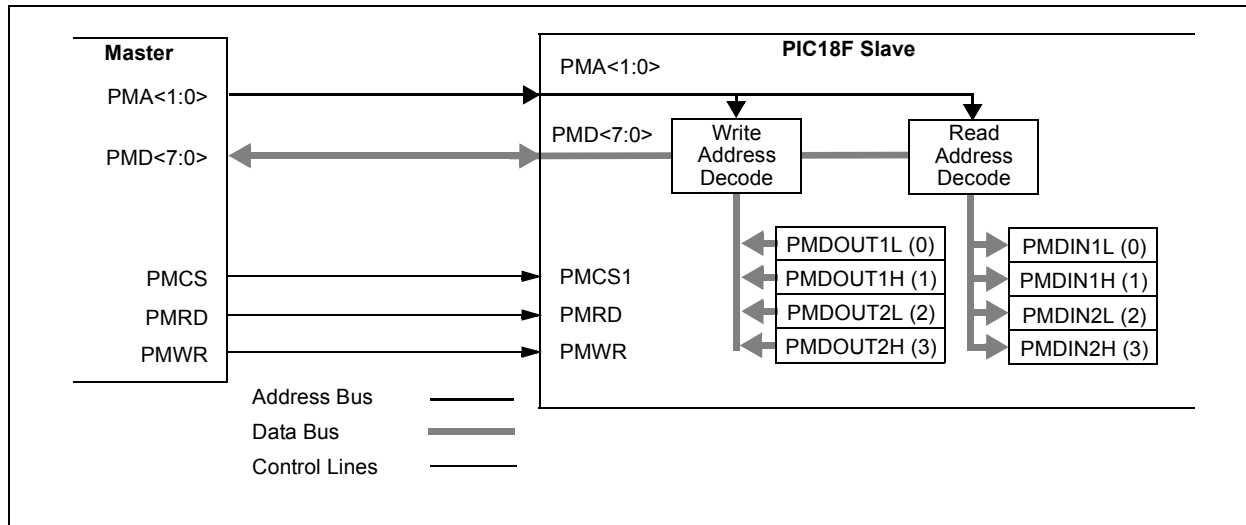 Master
PIC18F Slave
PMA<1:0>
PMA<1:0>
PMD<7:0>
PMD<7:0>
Write
Address
Decode
Read
Address
Decode
PMDOUT1L (0)
PMDOUT1H (1)
PMDOUT2L (2)
PMDOUT2H (3)
PMDIN1L (0)
PMDIN1H (1)
PMDIN2L (2)
PMDIN2H (3)
PMCS
PMCS1
PMRD
PMRD
PMWR
PMWR
Address Bus
Data Bus
Control Lines